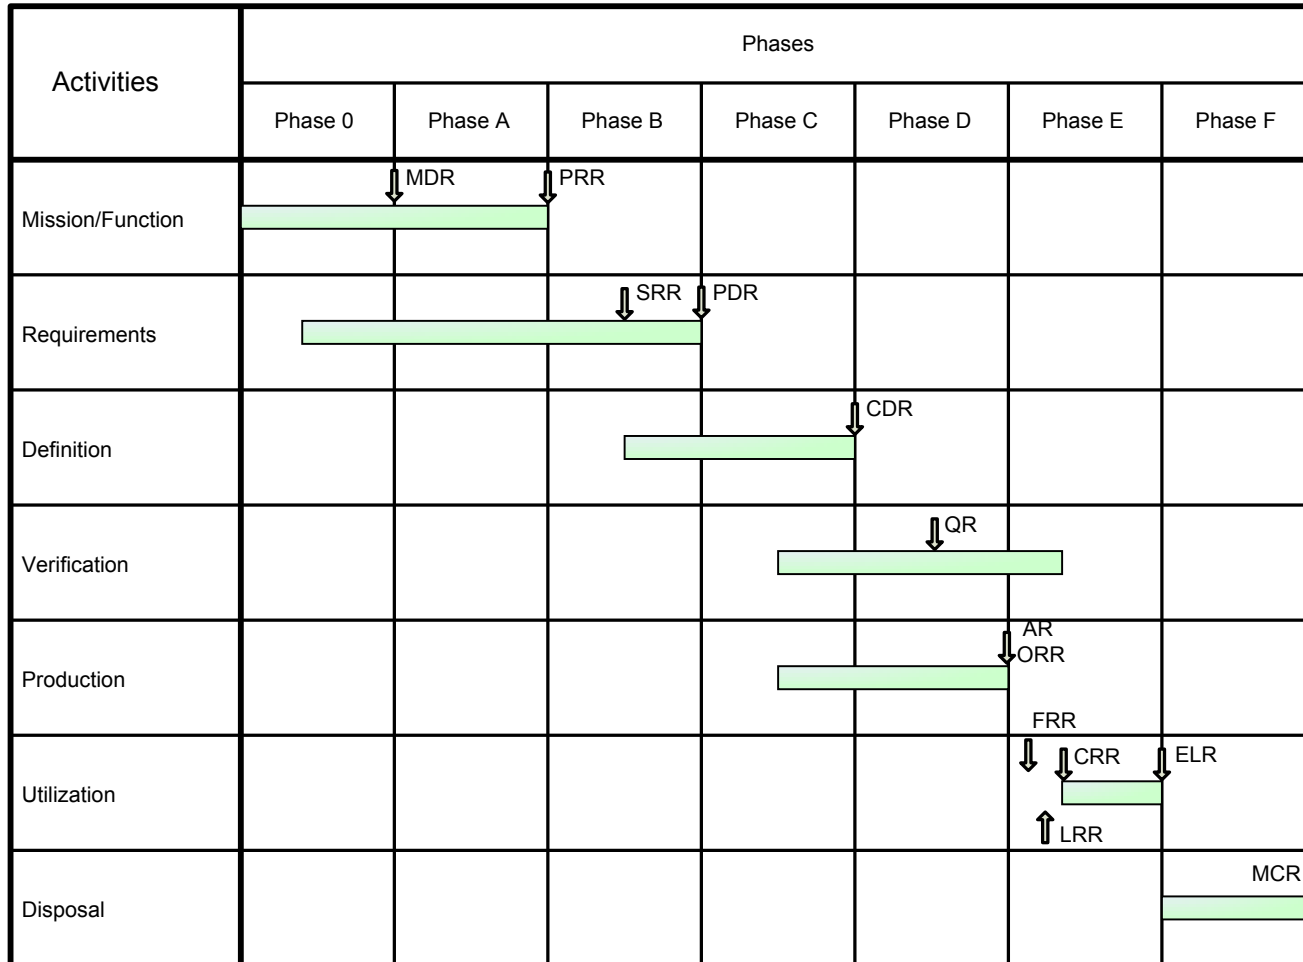 Phases
Activities
Phase 0 Phase A Phase B Phase C Phase D Phase E Phase F
MDR PRR
Mission/Function
SRR PDR
Requirements
CDR
Definition
QR
Verification
AR
ORR
Production
FRR
CRR ELR
Utilization
LRR
MCR
Disposal